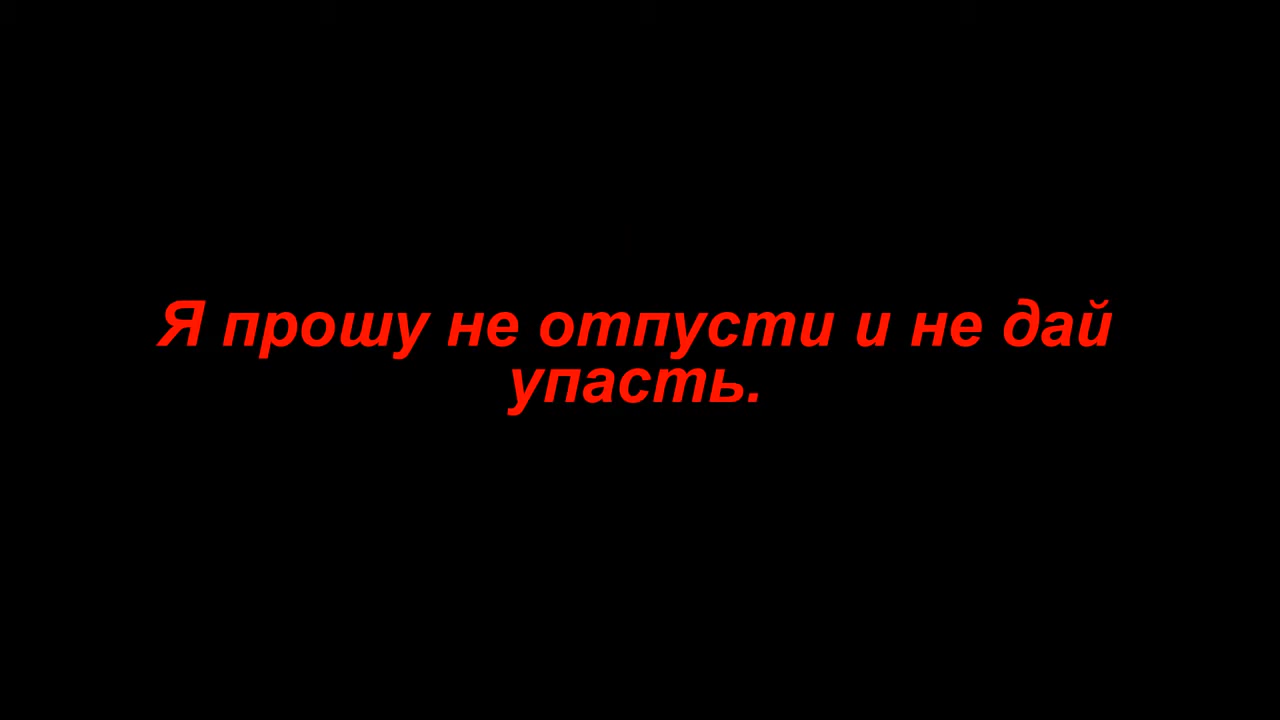 Я прошу не отпусти и не дай
упасть.